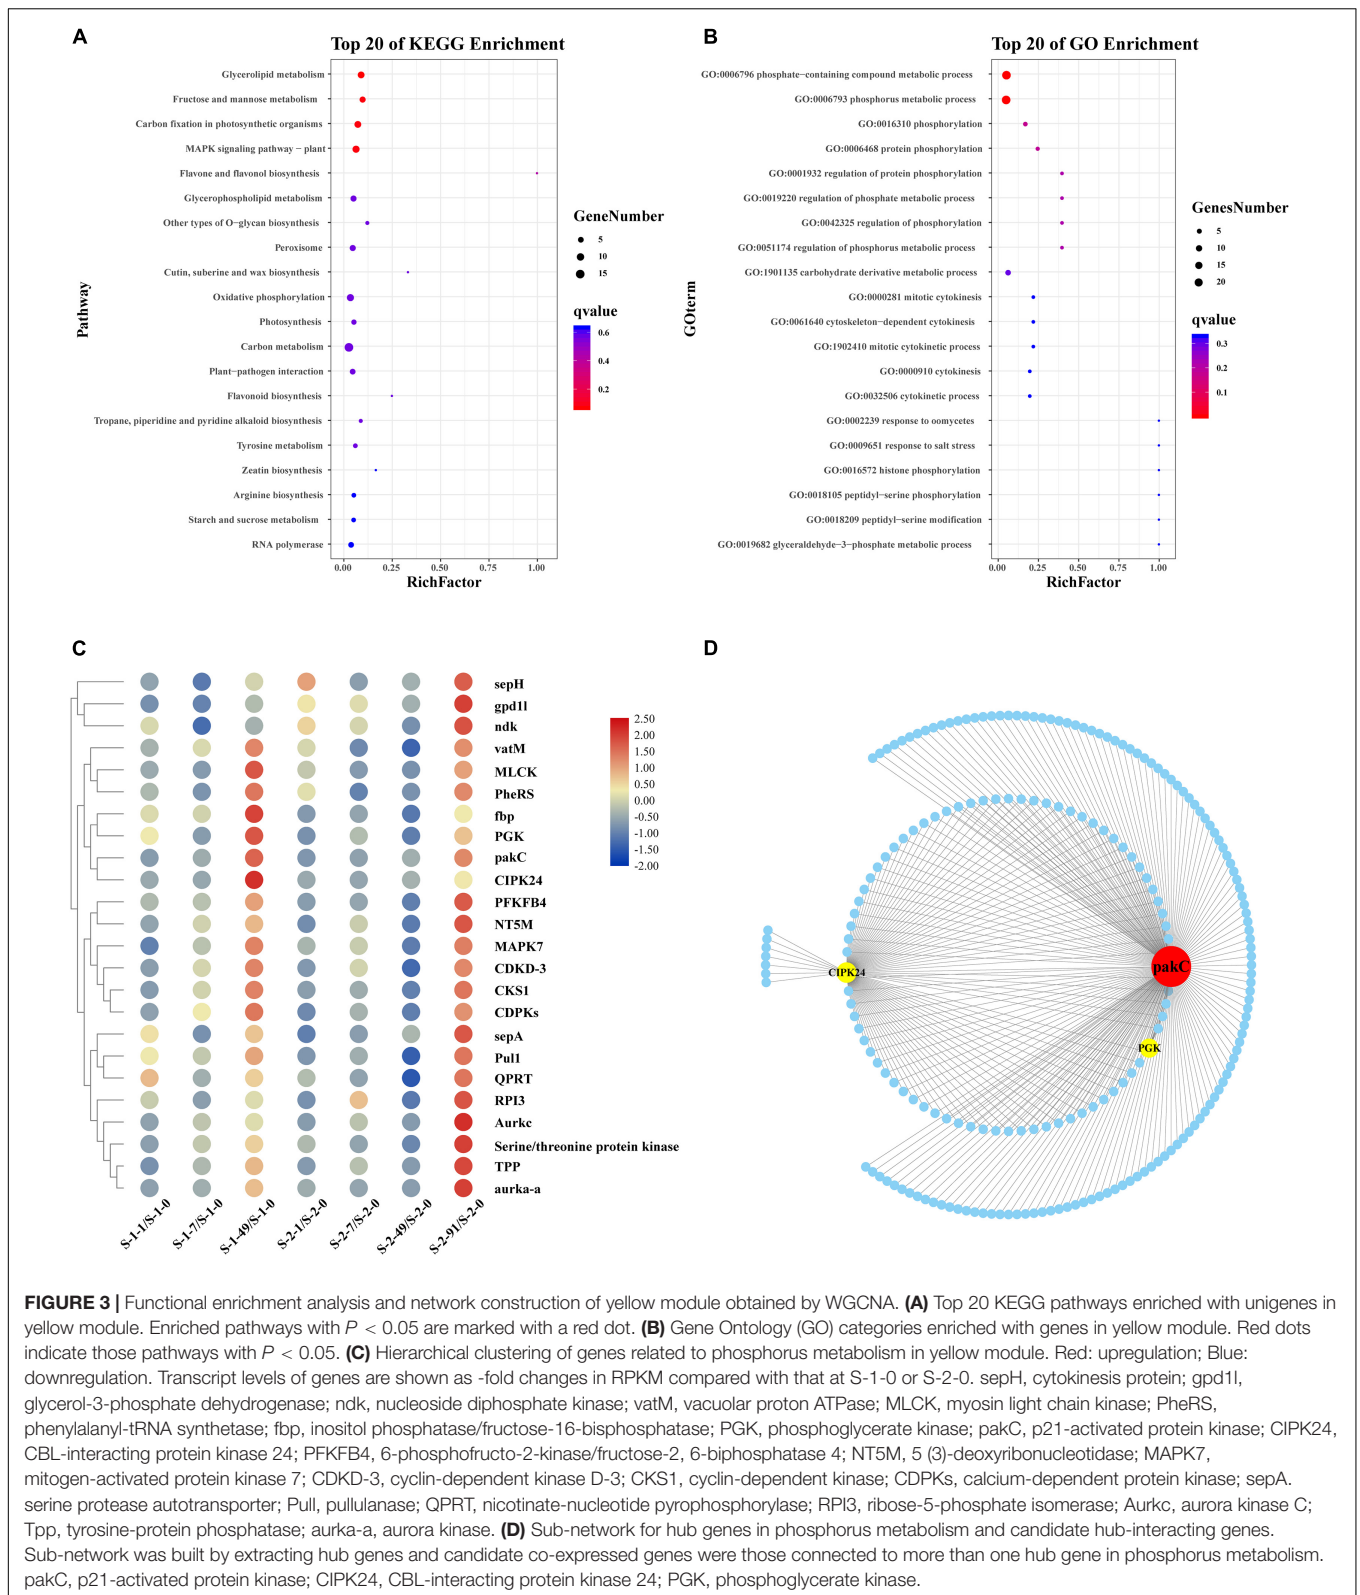 A
Top 20 of KEGG Enrichment
Glycerolipid metabolism
Fructose and mannose metabolism
Carbon fixation in photosynthetic organisms
MAPK signaling pathway − plant
Flavone and flavonol biosynthesis
Glycerophospholipid metabolism
Other types of O−glycan biosynthesis
Peroxisome
Cutin, suberine and wax biosynthesis
Oxidative phosphorylation
Photosynthesis
Carbon metabolism
Plant−pathogen interaction
Flavonoid biosynthesis
Tropane, piperidine and pyridine alkaloid biosynthesis
Tyrosine metabolism
Zeatin biosynthesis
Arginine biosynthesis
Starch and sucrose metabolism
RNA polymerase
Pathway
0.00 0.25 0.50 0.75 1.00
RichFactor
GeneNumber
5
10
15
qvalue
0.6
0.4
0.2
B
Top 20 of GO Enrichment
GO:0006796 phosphate−containing compound metabolic process
GO:0006793 phosphorus metabolic process
GO:0016310 phosphorylation
GO:0006468 protein phosphorylation
GO:0001932 regulation of protein phosphorylation
GO:0019220 regulation of phosphate metabolic process
GO:0042325 regulation of phosphorylation
GO:0051174 regulation of phosphorus metabolic process
GO:1901135 carbohydrate derivative metabolic process
GO:0000281 mitotic cytokinesis
GO:0061640 cytoskeleton−dependent cytokinesis
GO:1902410 mitotic cytokinetic process
GO:0000910 cytokinesis
GO:0032506 cytokinetic process
GO:0002239 response to oomycetes
GO:0009651 response to salt stress
GO:0016572 histone phosphorylation
GO:0018105 peptidyl−serine phosphorylation
GO:0018209 peptidyl−serine modification
GO:0019682 glyceraldehyde−3−phosphate metabolic process
GOterm
0.00 0.25 0.50 0.75 1.00
RichFactor
GenesNumber
5
10
15
20
qvalue
0.3
0.2
0.1
C
sepH
gpd1l
ndk
vatM
MLCK
PheRS
fbp
PGK
pakC
CIPK24
PFKFB4
NT5M
MAPK7
CDKD-3
CKS1
CDPKs
sepA
Pul1
QPRT
RPI3
Aurkc
Serine/threonine protein kinase
TPP
aurka-a
S-1-1/S-1-0 S-1-7/S-1-0 S-1-49/S-1-0 S-2-1/S-2-0 S-2-7/S-2-0 S-2-49/S-2-0 S-2-91/S-2-0
2.50
2.00
1.50
1.00
0.50
0.00
-0.50
-1.00
-1.50
-2.00
D
CIPK24
pakC
PGK
FIGURE 3 | Functional enrichment analysis and network construction of yellow module obtained by WGCNA. (A) Top 20 KEGG pathways enriched with unigenes in
yellow module. Enriched pathways with P < 0.05 are marked with a red dot. (B) Gene Ontology (GO) categories enriched with genes in yellow module. Red dots
indicate those pathways with P < 0.05. (C) Hierarchical clustering of genes related to phosphorus metabolism in yellow module. Red: upregulation; Blue:
downregulation. Transcript levels of genes are shown as -fold changes in RPKM compared with that at S-1-0 or S-2-0. sepH, cytokinesis protein; gpd1l,
glycerol-3-phosphate dehydrogenase; ndk, nucleoside diphosphate kinase; vatM, vacuolar proton ATPase; MLCK, myosin light chain kinase; PheRS,
phenylalanyl-tRNA synthetase; fbp, inositol phosphatase/fructose-16-bisphosphatase; PGK, phosphoglycerate kinase; pakC, p21-activated protein kinase; CIPK24,
CBL-interacting protein kinase 24; PFKFB4, 6-phosphofructo-2-kinase/fructose-2, 6-biphosphatase 4; NT5M, 5 (3)-deoxyribonucleotidase; MAPK7,
mitogen-activated protein kinase 7; CDKD-3, cyclin-dependent kinase D-3; CKS1, cyclin-dependent kinase; CDPKs, calcium-dependent protein kinase; sepA.
serine protease autotransporter; Pull, pullulanase; QPRT, nicotinate-nucleotide pyrophosphorylase; RPI3, ribose-5-phosphate isomerase; Aurkc, aurora kinase C;
Tpp, tyrosine-protein phosphatase; aurka-a, aurora kinase. (D) Sub-network for hub genes in phosphorus metabolism and candidate hub-interacting genes.
Sub-network was built by extracting hub genes and candidate co-expressed genes were those connected to more than one hub gene in phosphorus metabolism.
pakC, p21-activated protein kinase; CIPK24, CBL-interacting protein kinase 24; PGK, phosphoglycerate kinase.